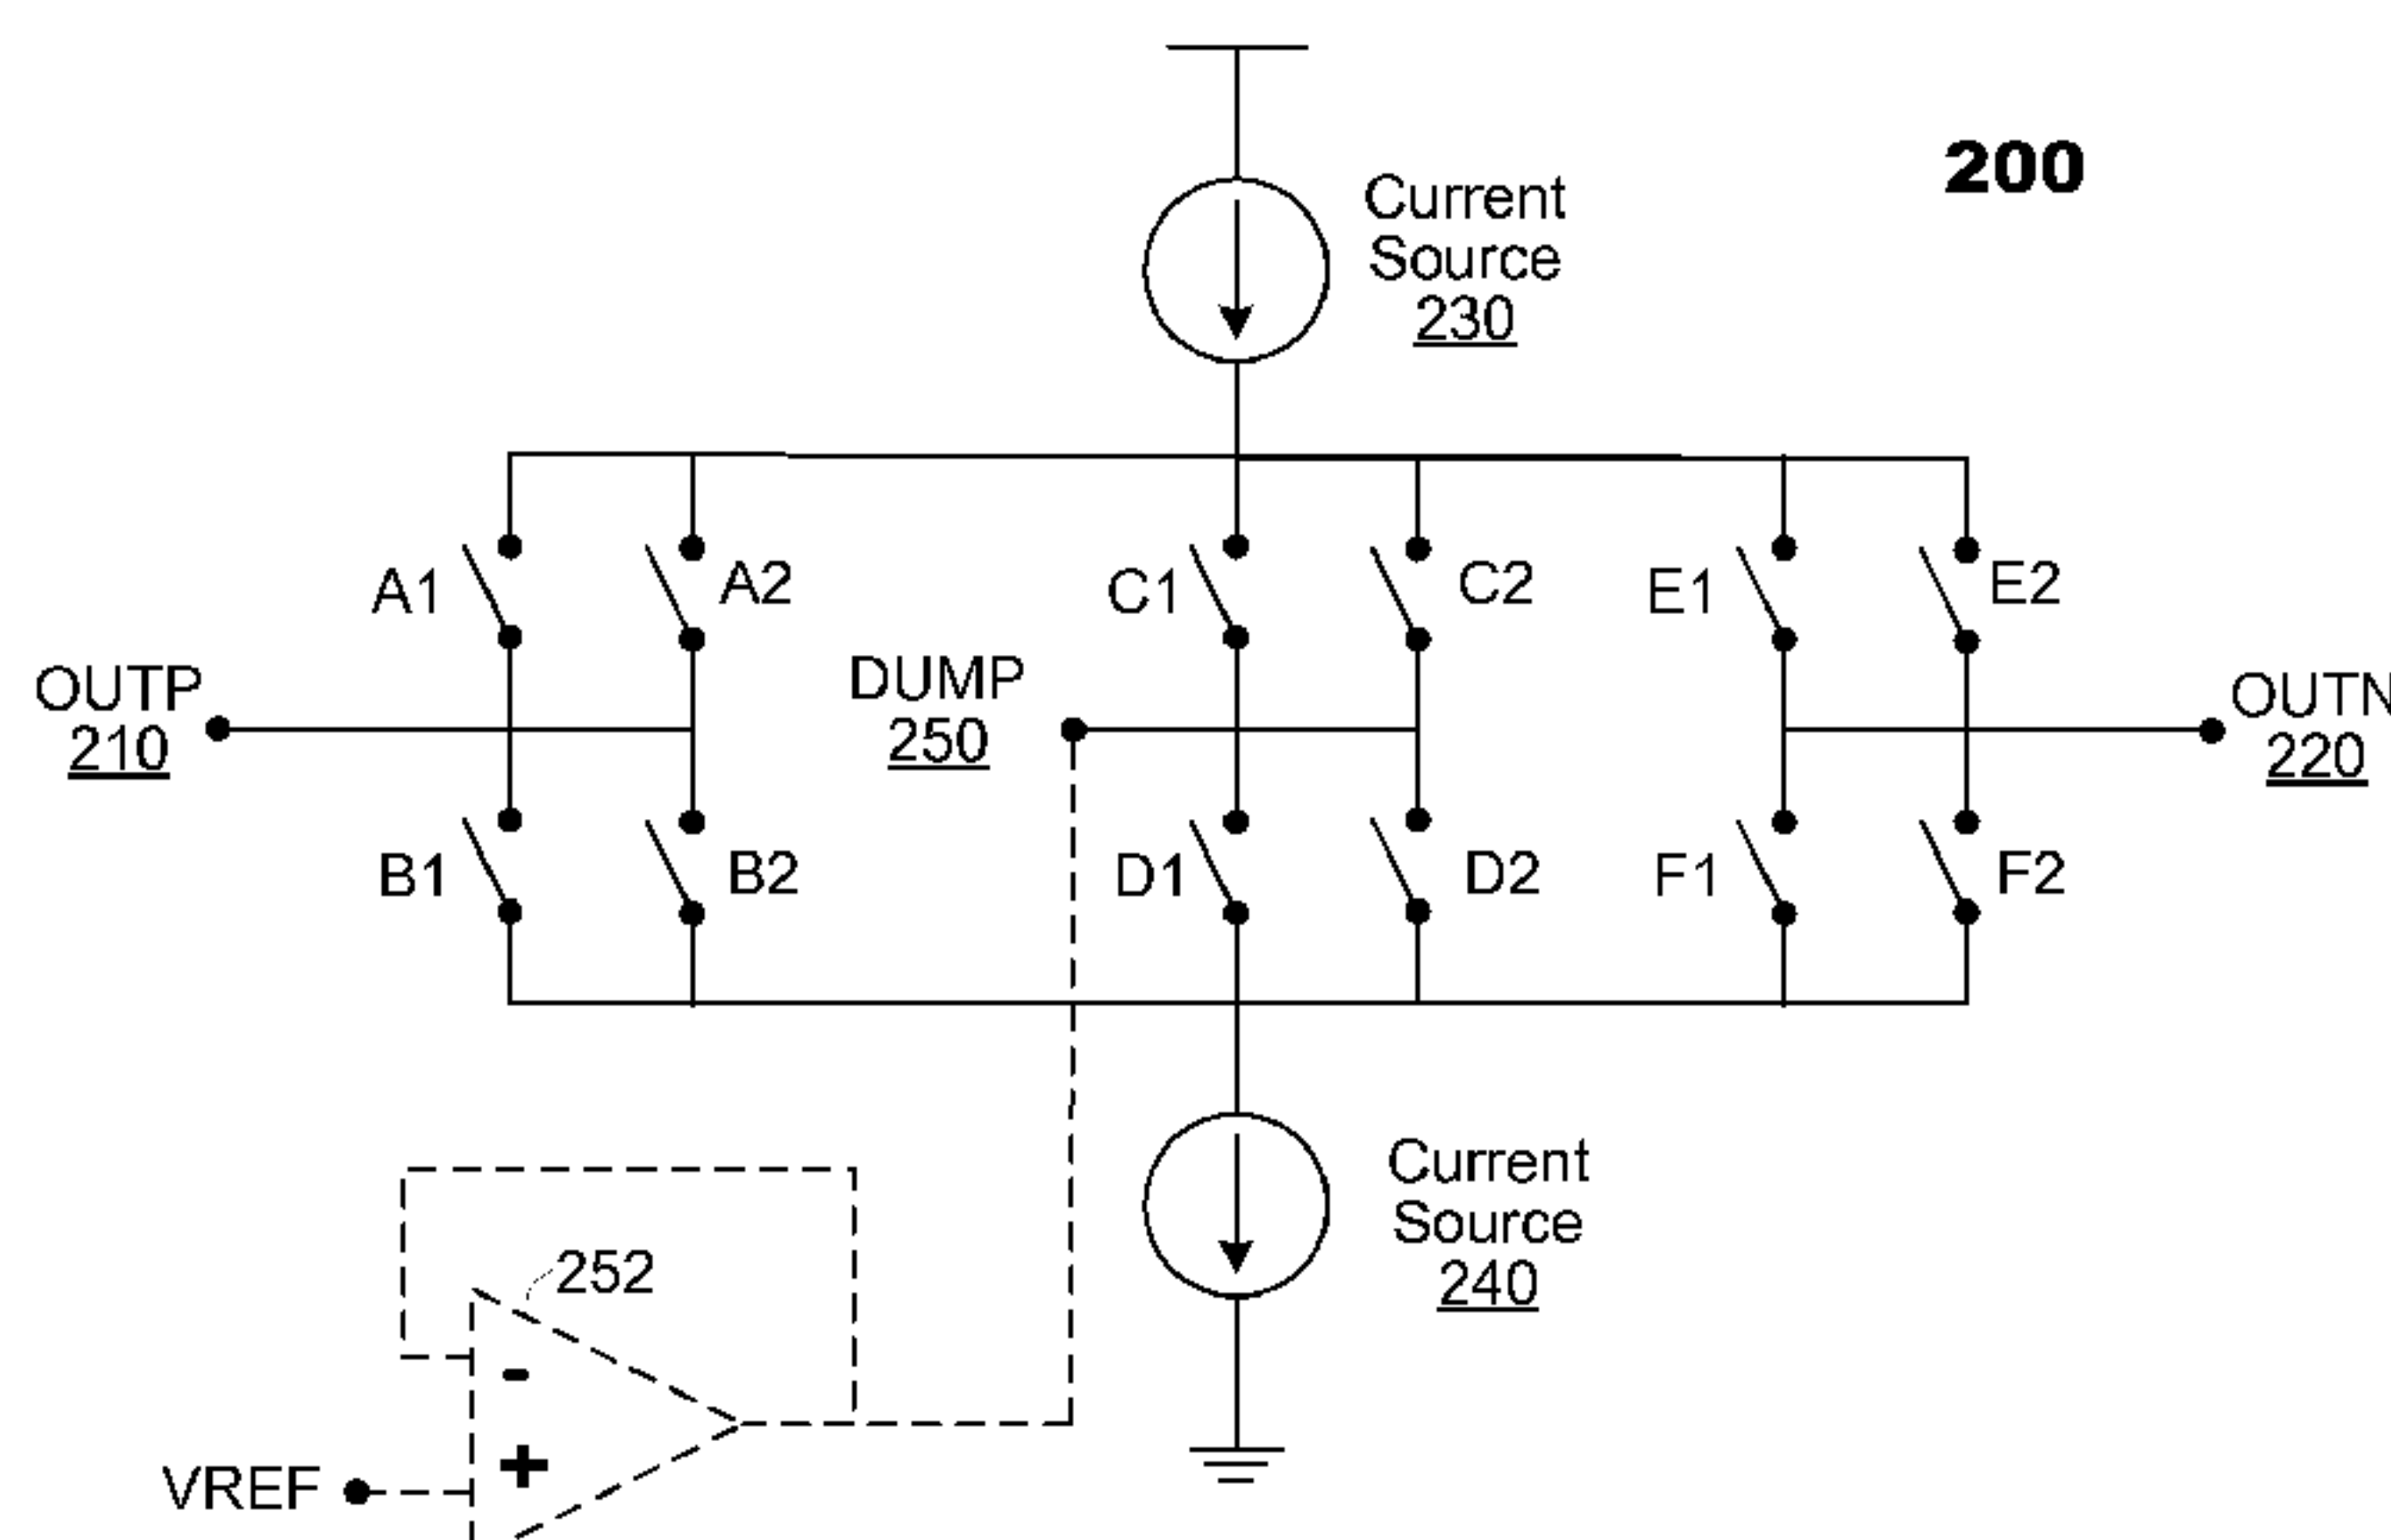 200
Current
Source
230
A1
A2
C1
C2
E1
E2
OUTP
210
DUMP
250
OUTN
220
B1
B2
D1
D2
F1
F2
Current
Source
240
252
-
+
VREF